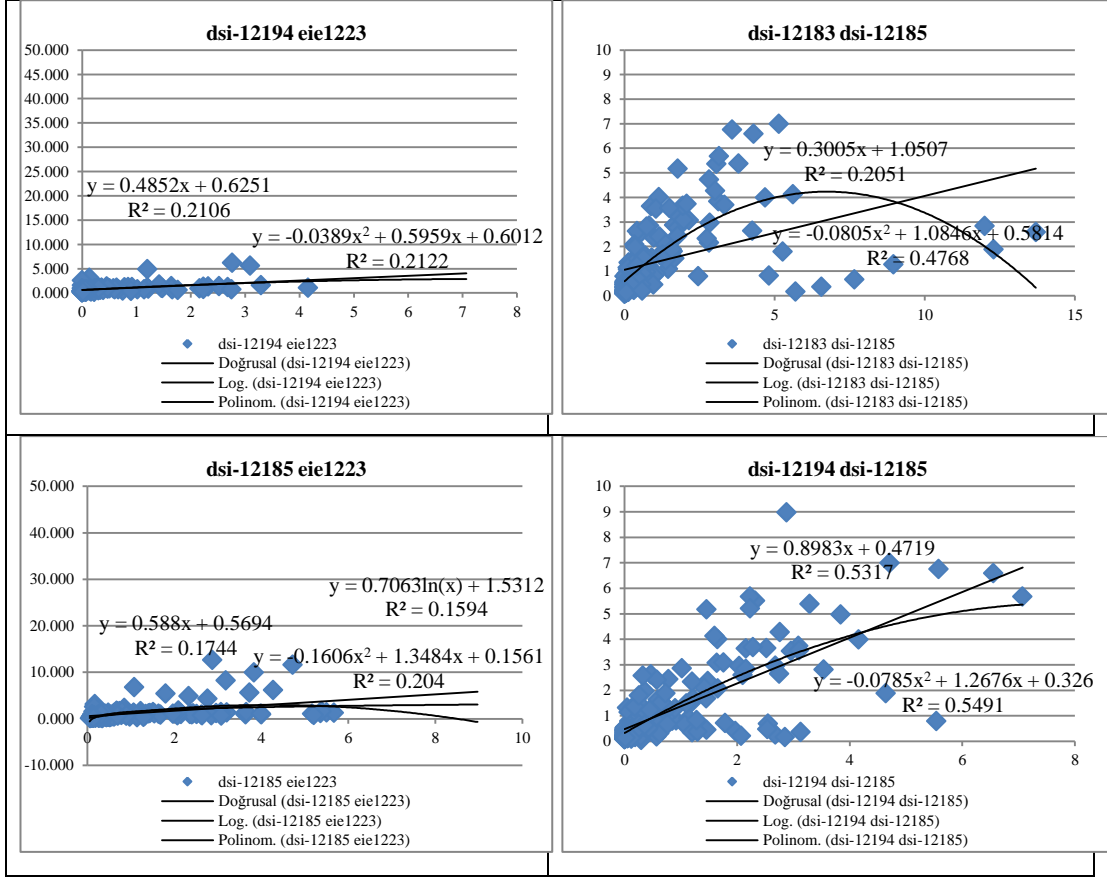 dsi-12194 eie1223
50.000
45.000
40.000
35.000
30.000
25.000
20.000
15.000
10.000
5.000
0.000
y = 0.4852x + 0.6251
R² = 0.2106
y = -0.0389x² + 0.5959x + 0.6012
R² = 0.2122
0 1 2 3 4 5 6 7 8
dsi-12194 eie1223
Doğrusal (dsi-12194 eie1223)
Log. (dsi-12194 eie1223)
Polinom. (dsi-12194 eie1223)
dsi-12183 dsi-12185
10
9
8
7
6
5
4
3
2
1
0
y = 0.3005x + 1.0507
R² = 0.2051
y = -0.0805x² + 1.0846x + 0.5814
R² = 0.4768
0 5 10 15
dsi-12183 dsi-12185
Doğrusal (dsi-12183 dsi-12185)
Log. (dsi-12183 dsi-12185)
Polinom. (dsi-12183 dsi-12185)
dsi-12185 eie1223
50.000
40.000
30.000
20.000
10.000
0.000
-10.000
y = 0.7063ln(x) + 1.5312
R² = 0.1594
y = 0.588x + 0.5694
R² = 0.1744
y = -0.1606x² + 1.3484x + 0.1561
R² = 0.204
0 2 4 6 8 10
dsi-12185 eie1223
Doğrusal (dsi-12185 eie1223)
Log. (dsi-12185 eie1223)
Polinom. (dsi-12185 eie1223)
dsi-12194 dsi-12185
10
9
8
7
6
5
4
3
2
1
0
y = 0.8983x + 0.4719
R² = 0.5317
y = -0.0785x² + 1.2676x + 0.326
R² = 0.5491
0 2 4 6 8
dsi-12194 dsi-12185
Doğrusal (dsi-12194 dsi-12185)
Log. (dsi-12194 dsi-12185)
Polinom. (dsi-12194 dsi-12185)